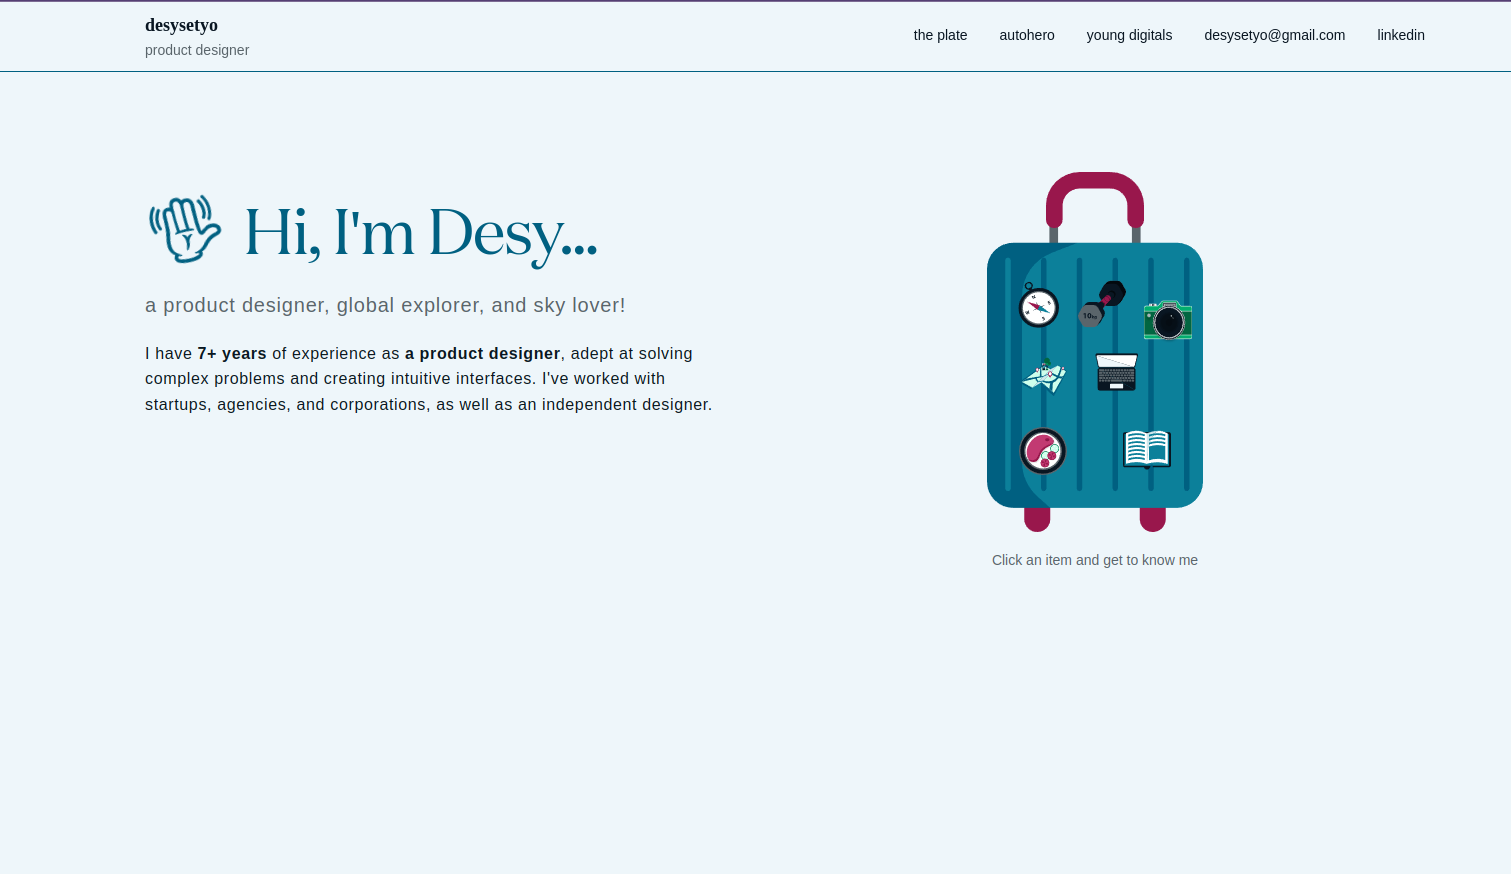 desysetyo
product designer
the plate
autohero
young digitals
desysetyo@gmail.com
linkedin
Hi, I'm Desy...
a product designer, global explorer, and sky lover!
I have 7+ years of experience as a product designer, adept at solving
complex problems and creating intuitive interfaces. I've worked with
startups, agencies, and corporations, as well as an independent designer.
10
Click an item and get to know me